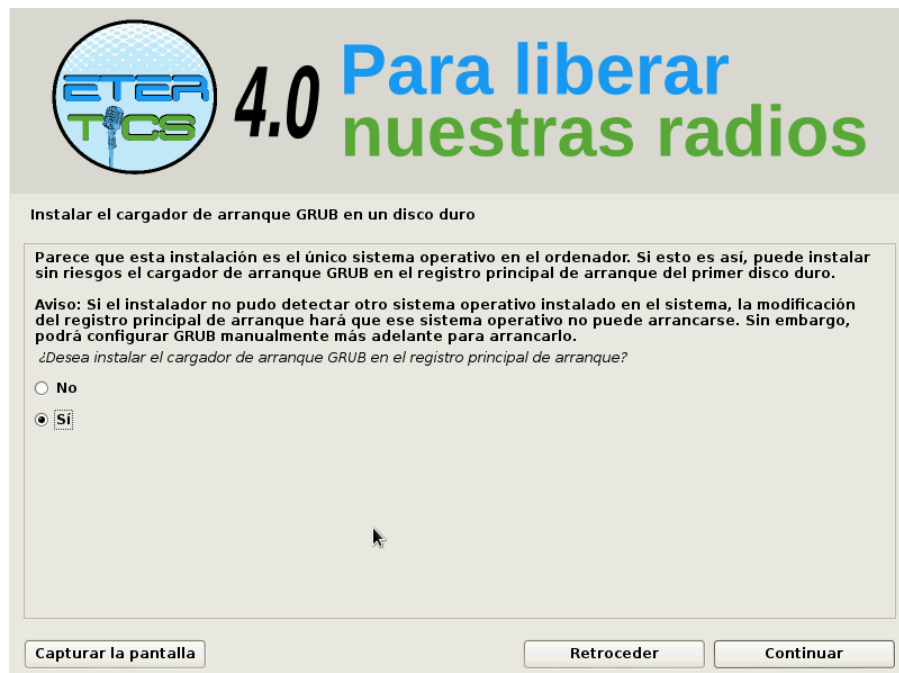 ETER
TICS
4.0
Para liberar
nuestras radios
Instalar el cargador de arranque GRUB en un disco duro
Parece que esta instalación es el único sistema operativo en el ordenador. Si esto es así, puede instalar
sin riesgos el cargador de arranque GRUB en el registro principal de arranque del primer disco duro.
Aviso: Si el instalador no pudo detectar otro sistema operativo instalado en el sistema, la modificación
del registro principal de arranque hará que ese sistema operativo no puede arrancarse. Sin embargo,
podrá configurar GRUB manualmente más adelante para arrancarlo.
¿Desea instalar el cargador de arranque GRUB en el registro principal de arranque?
No
Sí
Capturar la pantalla
Retroceder
Continuar